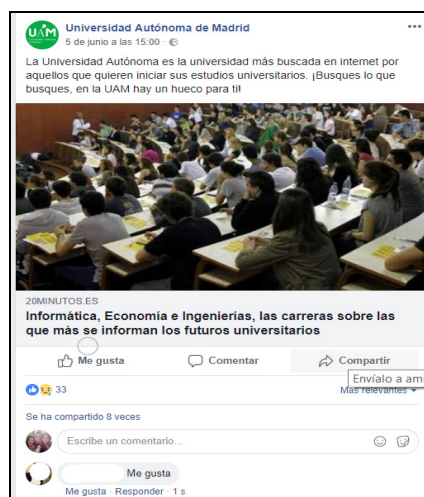 UAM
Universidad Autónoma de Madrid
5 de junio a las 15:00 ·
La Universidad Autónoma es la universidad más buscada en internet por
aquellos que quieren iniciar sus estudios universitarios. ¡Busques lo que
busques, en la UAM hay un hueco para ti!
20MINUTOS.ES
Informática, Economía e Ingenierías, las carreras sobre las
que más se informan los futuros universitarios
Me gusta Comentar Compartir
Envíalo a ami
33 Más relevantes
Se ha compartido 8 veces
Escribe un comentario...
Me gusta
Me gusta · Responder · 1 s